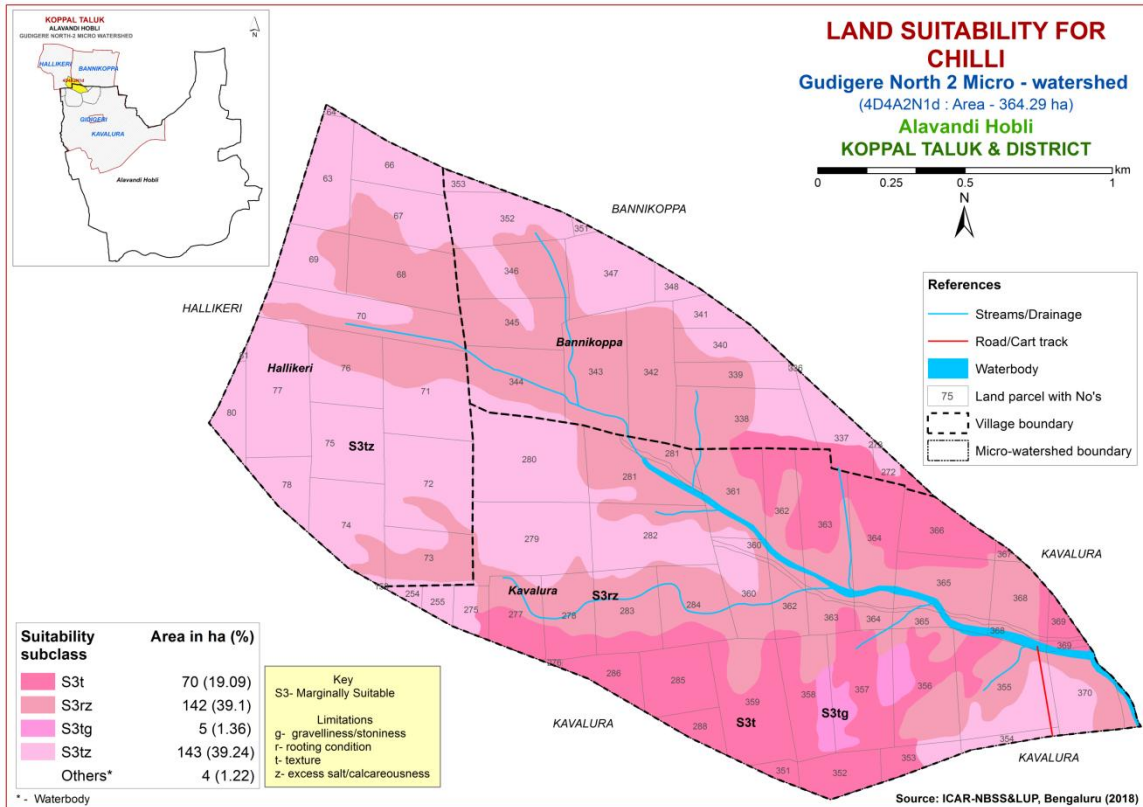 KOPPAL TALUK
ALAVANDI HOBLI
GUDIGERE NORTH-2 MICRO WATERSHED
N
HALLIKERI
BANNIKOPPA
GIDIGERI
KAVALURA
Alavandi Hobli
LAND SUITABILITY FOR
CHILLI
Gudigere North 2 Micro - watershed
(4D4A2N1d : Area - 364.29 ha)
Alavandi Hobli
KOPPAL TALUK & DISTRICT
km
0 0.25 0.5 1
N
References
Streams/Drainage
Road/Cart track
Waterbody
75 Land parcel with No's
Village boundary
Micro-watershed boundary
64
66
63
353
67
352
BANNIKOPPA
351
69
68
346
347
348
HALLIKERI
70
345
341
Bannikoppa
340
Hallikeri
76
343
342
339
77
71
344
80
338
75
S3tz
337
272
280
281
78
72
281
361
362
363
364
366
74
279
282
360
367
KAVALURA
73
365
254
255
275
Kavalura
S3rz
360
368
277
278
283
284
362
363
364
365
368
369
369
286
285
359
358
357
356
355
370
KAVALURA
288
S3t
S3tg
354
353
KAVALURA
351
352
Suitability subclass Area in ha (%)
S3t 70 (19.09)
S3rz 142 (39.1)
S3tg 5 (1.36)
S3tz 143 (39.24)
Others* 4 (1.22)
* - Waterbody
Key
S3- Marginally Suitable
Limitations
g- gravelliness/stoniness
r- rooting condition
t- texture
z- excess salt/calcareousness
Source: ICAR-NBSS&LUP, Bengaluru (2018)